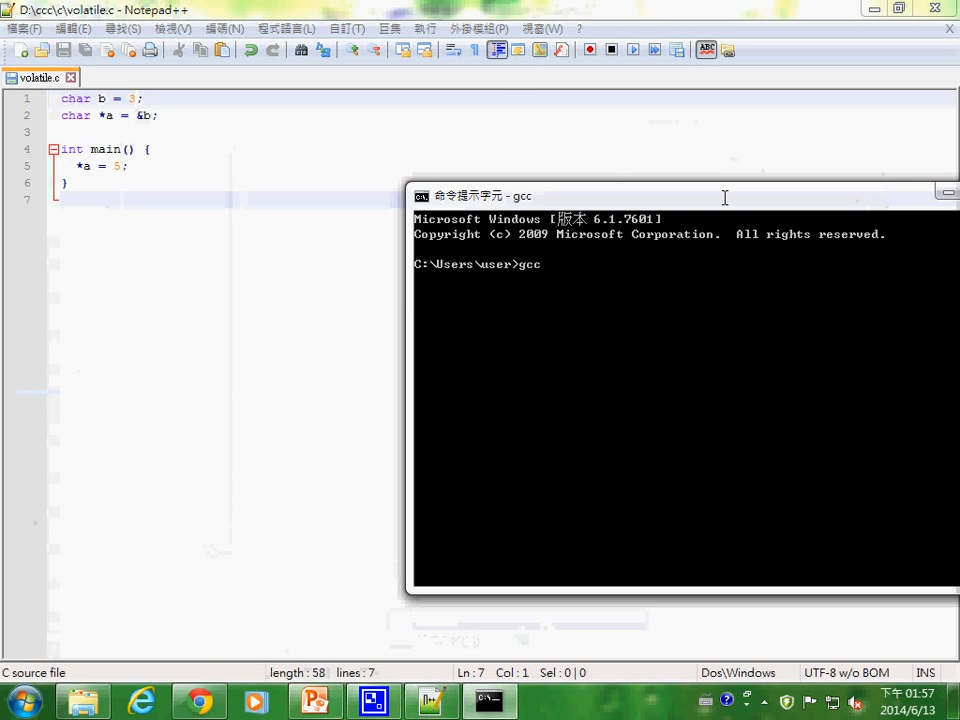 D:\ccc\c\volatile.c - Notepad++
檔案(F) 編輯(E) 尋找(S) 檢視(V) 編碼(N) 程式語言(L) 自訂(T) 巨集 執行 外掛模組(P) 視窗(W) ? X
ABC
volatile.c
1 char b = 3;
2 char *a = &b;
3
4 int main() {
5 *a = 5;
6 }
7
命令提示字元 - gcc
Microsoft Windows [版本 6.1.7601]
Copyright (c) 2009 Microsoft Corporation. All rights reserved.
C:\Users\user>gcc
C source file length : 58 lines : 7 Ln : 7 Col : 1 Sel : 0 | 0 Dos\Windows UTF-8 w/o BOM INS
下午 01:57
2014/6/13